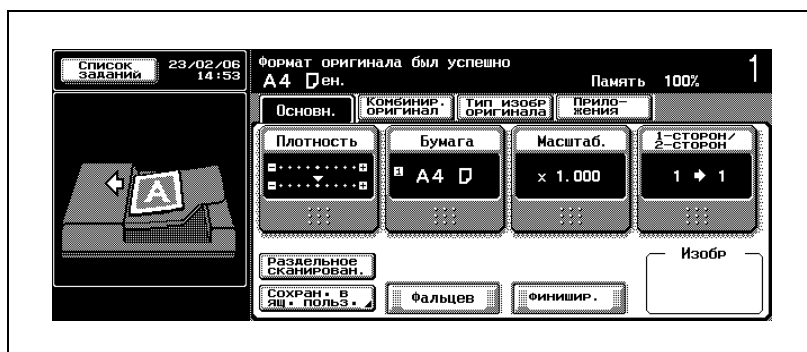 Список
заданий
23/02/06
14:53
Формат оригинала был успешно
A4 ен.
Память 100%
1
Основн.
Комбинир.
оригинал
Тип изобр
оригинала
Прило-
жения
Плотность
Бумага
Масштаб.
1-сторон/
2-сторон
1 A4
× 1.000
1 ➔ 1
A
Раздельное
сканирован.
Изобр
Сохран. в
ящ. польз.
Фальцев
Финишир.